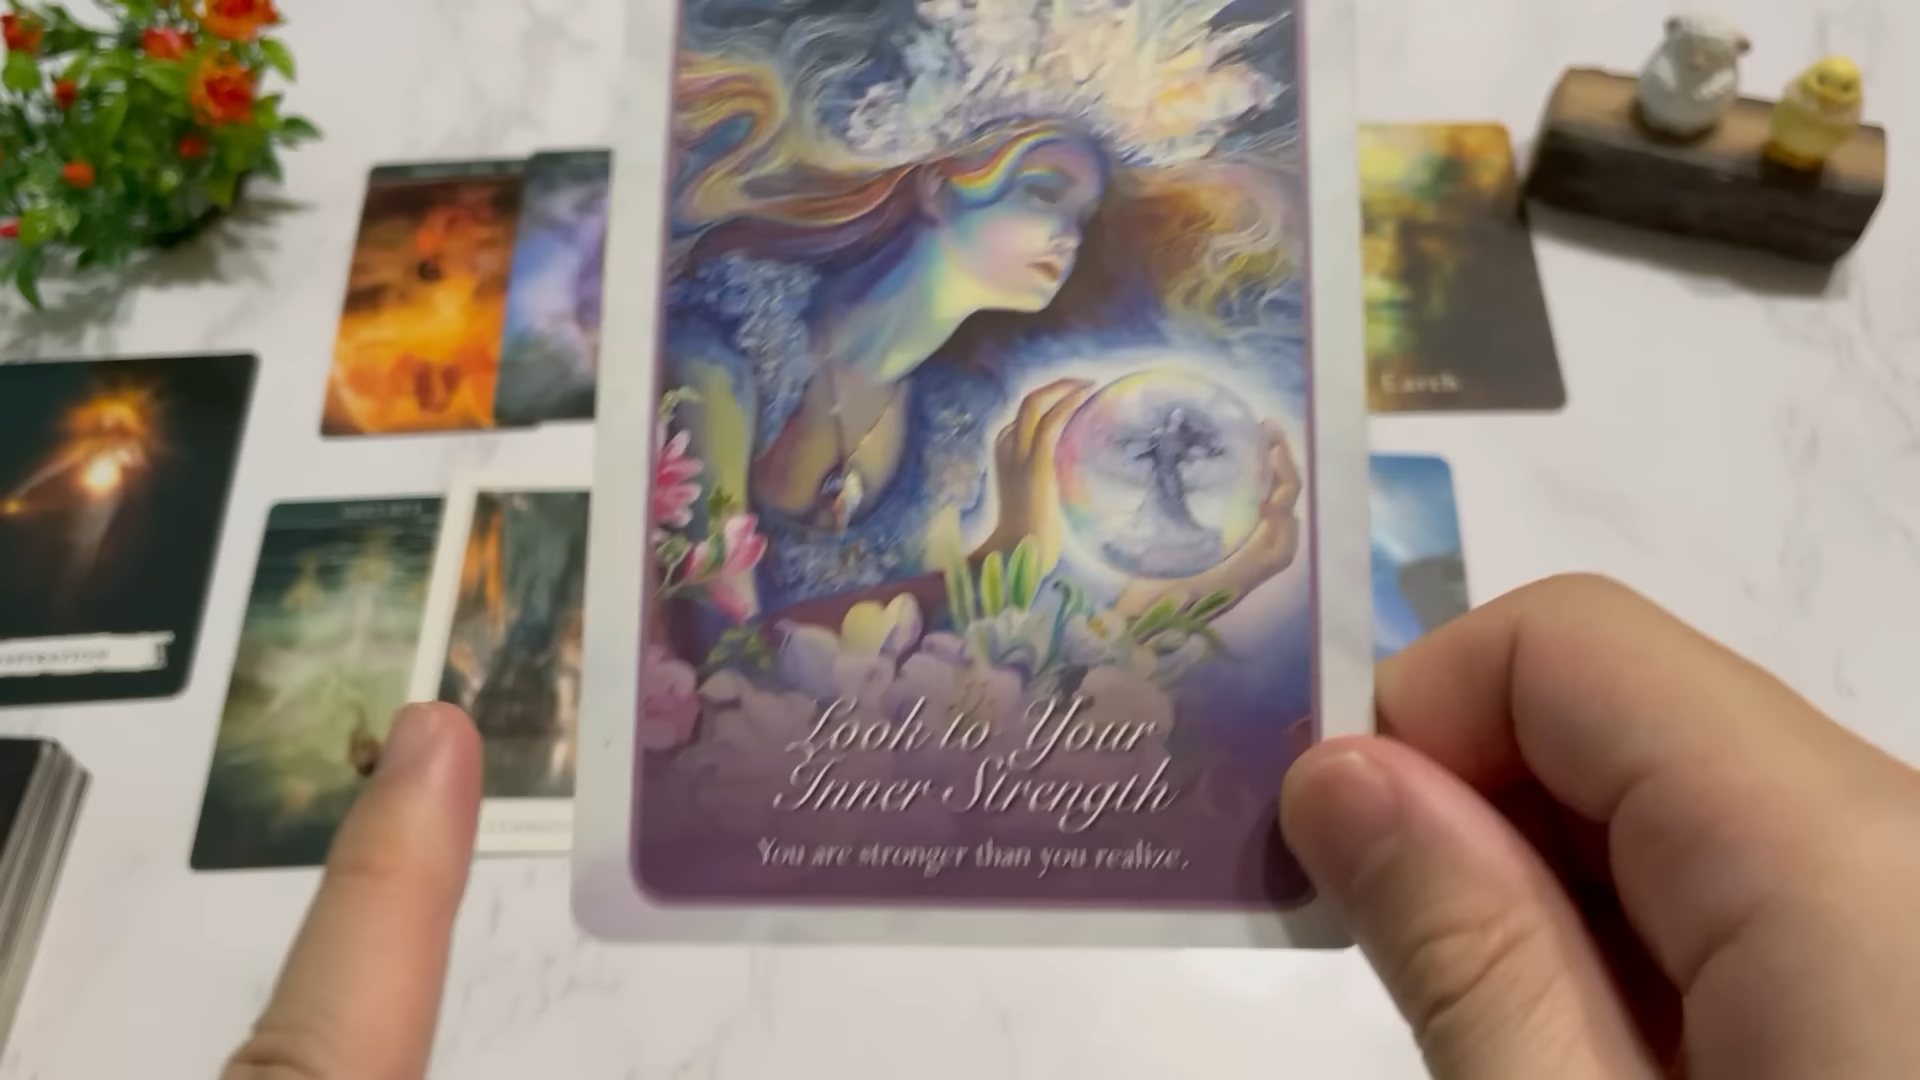 Earth
Look to Your
Inner Strength
You are stronger than you realize.